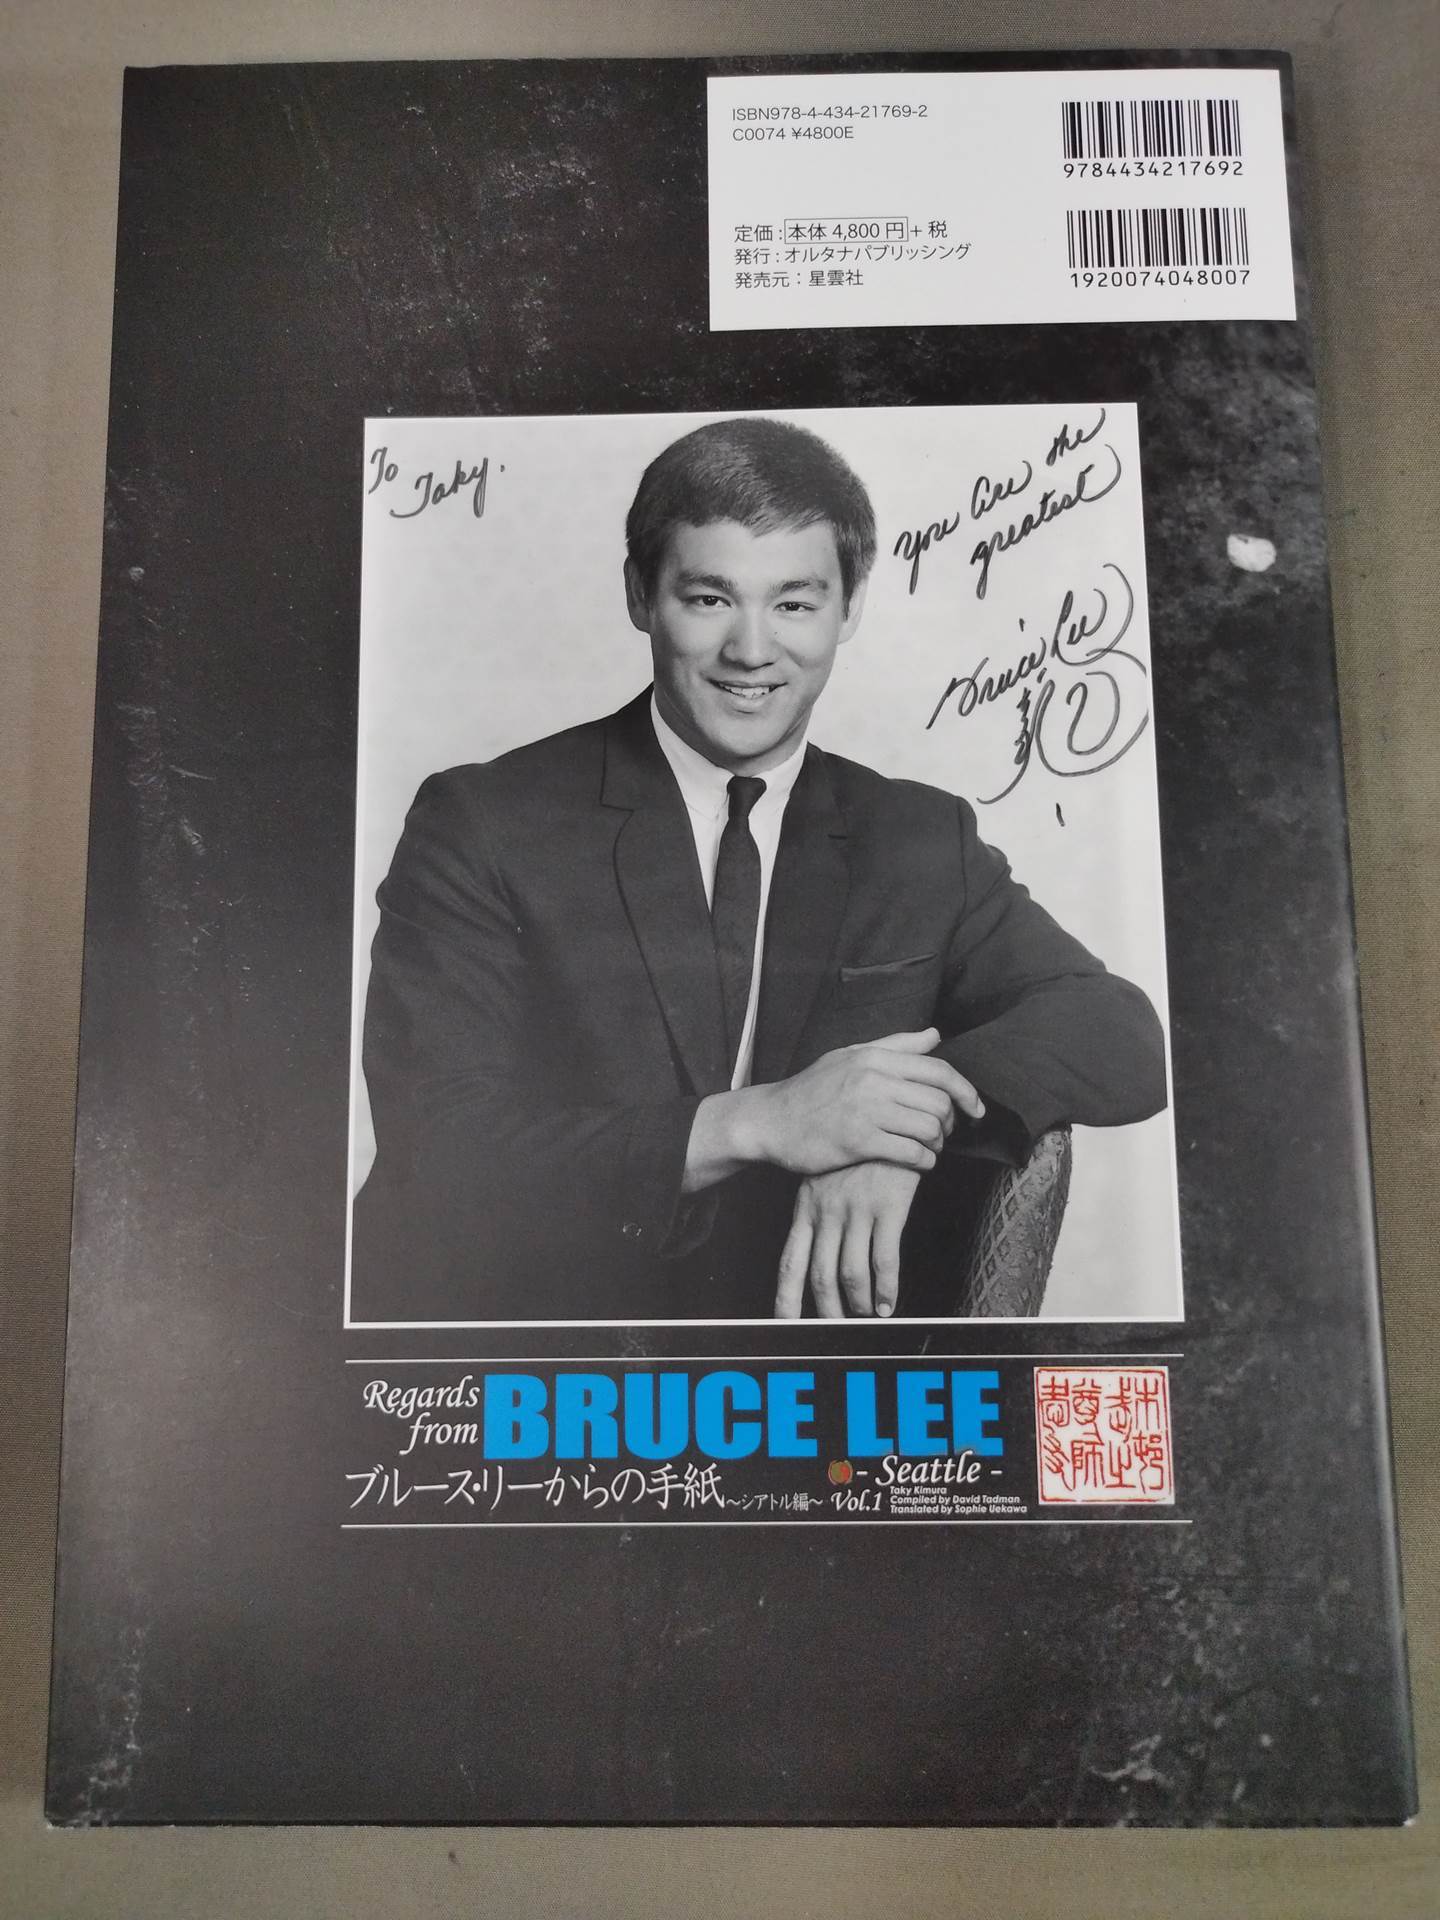 ISBN978-4-434-21769-2
C0074 ¥4800E
9784434217692
定価：本体 4,800 円+ 税
発行：オルタナパブリッシング
発売元：星雲社
1920074048007
To Taky.
You Are the
greatest
Bruce Lee
Regards
from
BRUCE LEE
- Seattle -
ブルース・リーからの手紙 ～シアトル編～ Vol.1
Taky Kimura
Compiled by David Tadman
Translated by Sophie Uekawa